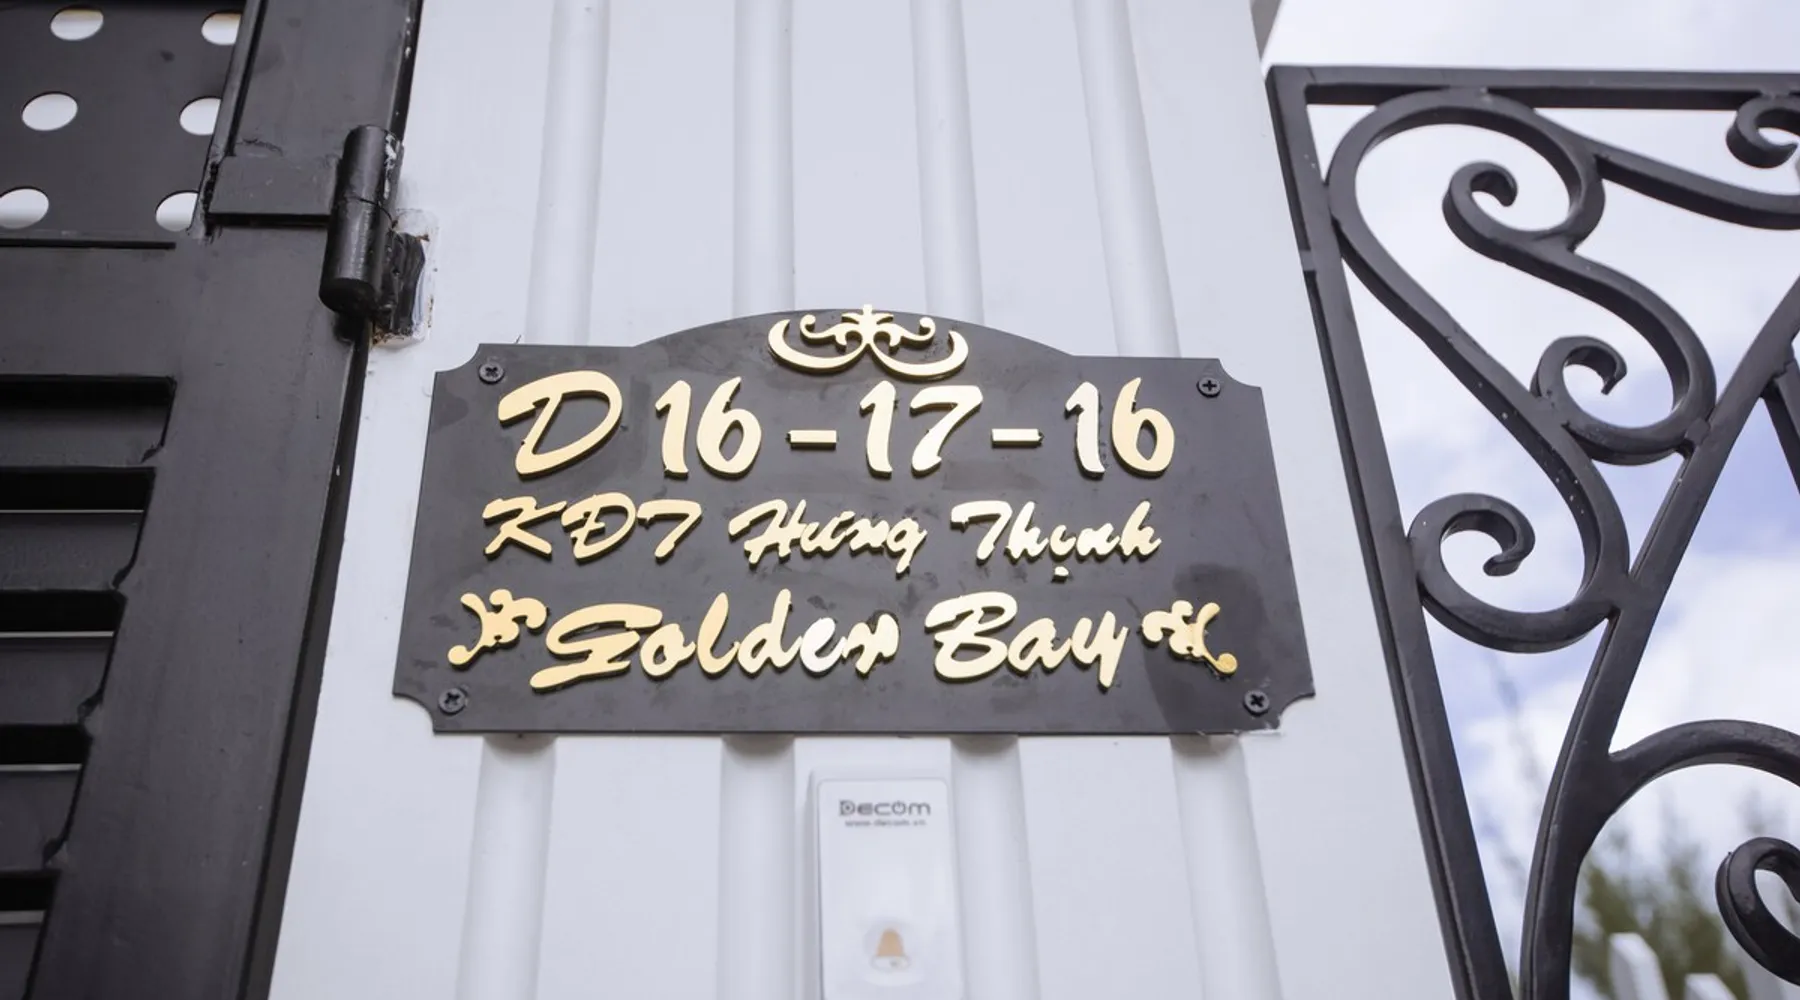 D 16 - 17 - 16
KĐT Hưng Thịnh
Golden Bay
Decom
www.decom.vn